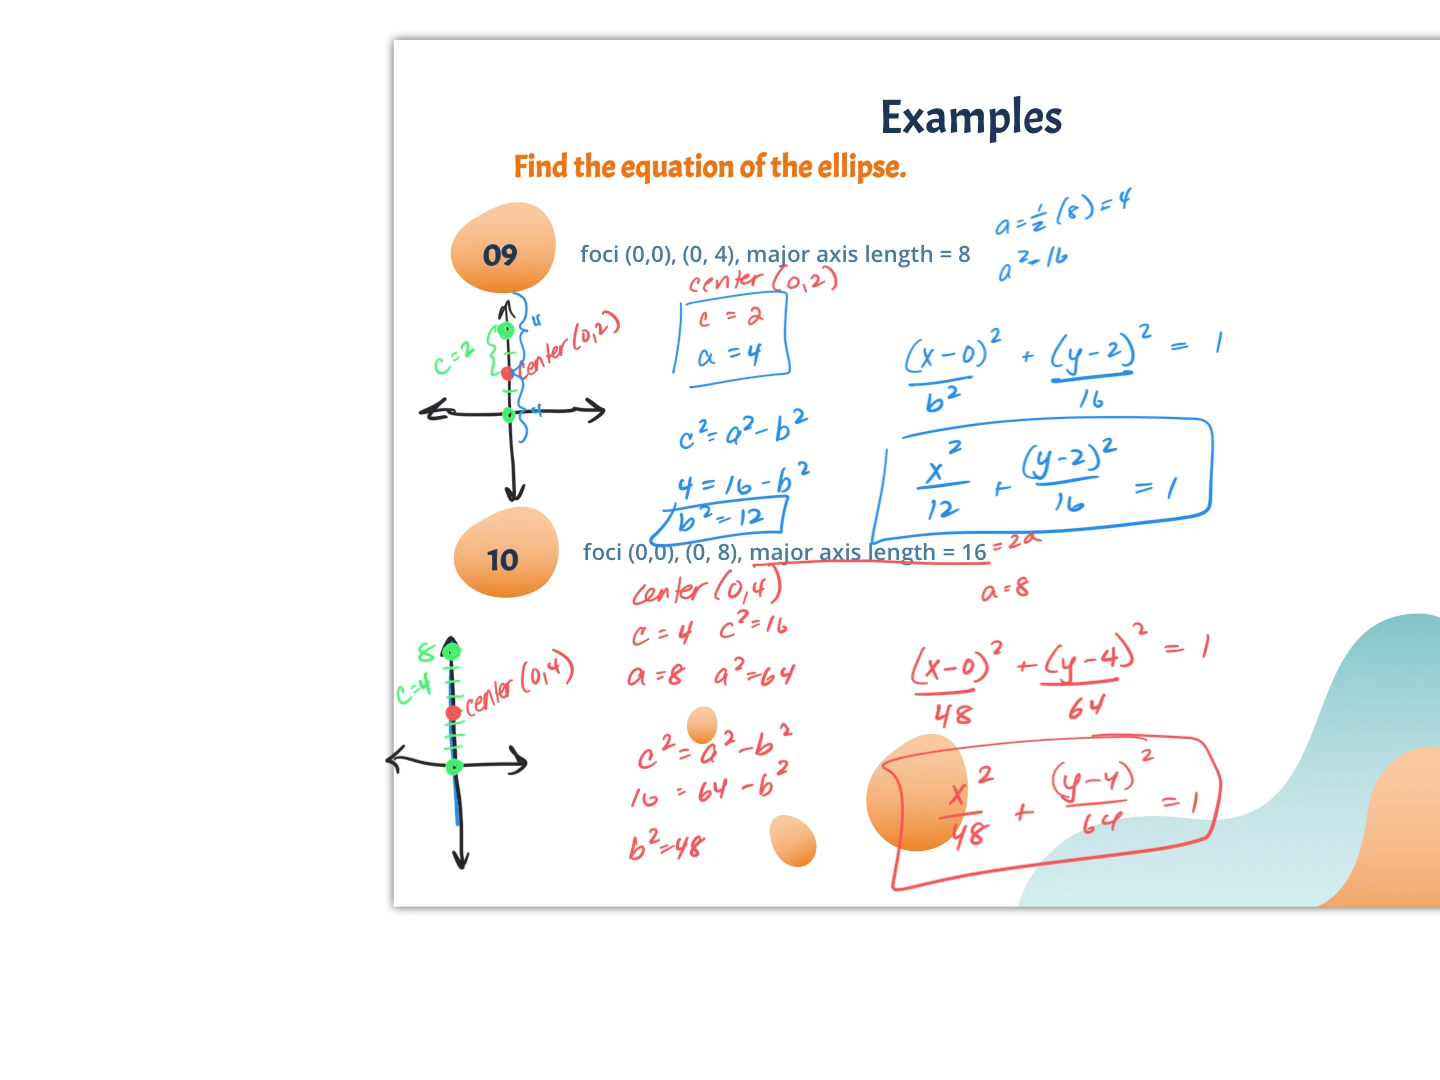 Examples
Find the equation of the ellipse.
a = 1/2 (8) = 4
09
foci (0,0), (0, 4), major axis length = 8
a² = 16
center (0,2)
c = 2
a = 4
4
center (0,2)
c = 2
4
(x-0)²/b² + (y-2)²/16 = 1
c² = a² - b²
4 = 16 - b²
b² = 12
x²/12 + (y-2)²/16 = 1
10
foci (0,0), (0, 8), major axis length = 16 = 2a
center (0,4)
a = 8
c = 4 c² = 16
a = 8 a² = 64
8
c = 4
center (0,4)
(x-0)²/48 + (y-4)²/64 = 1
c² = a² - b²
16 = 64 - b²
b² = 48
x²/48 + (y-4)²/64 = 1